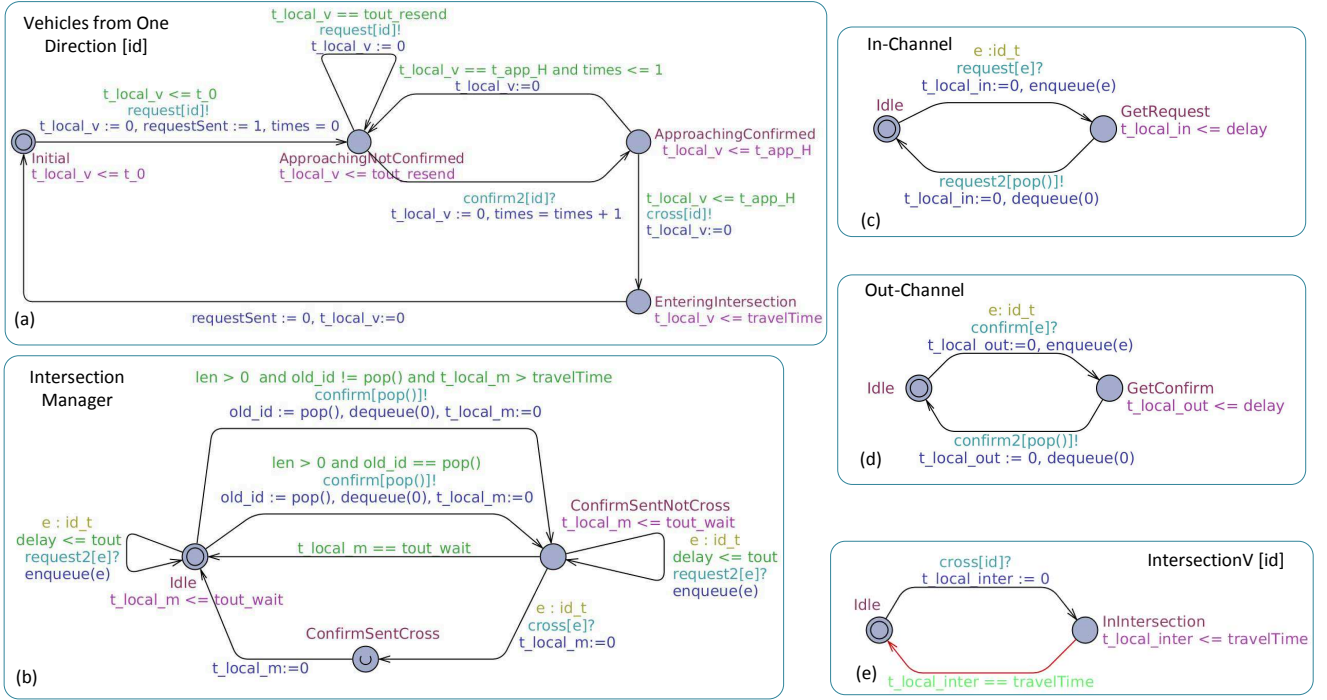 Vehicles from One
Direction [id]
t_local_v == tout_resend
request[id]!
t_local_v := 0
t_local_v == t_app_H and times <= 1
t_local_v:=0
t_local_v <= t_0
request[id]!
t_local_v := 0, requestSent := 1, times = 0
Initial
t_local_v <= t_0
ApproachingNotConfirmed
t_local_v <= tout_resend
ApproachingConfirmed
t_local_v <= t_app_H
confirm2[id]?
t_local_v := 0, times = times + 1
t_local_v <= t_app_H
cross[id]!
t_local_v:=0
EnteringIntersection
t_local_v <= travelTime
requestSent := 0, t_local_v:=0
(a)
Intersection
Manager
len > 0 and old_id != pop() and t_local_m > travelTime
confirm[pop()]!
old_id := pop(), dequeue(0), t_local_m:=0
len > 0 and old_id == pop()
confirm[pop()]!
old_id := pop(), dequeue(0), t_local_m:=0
ConfirmSentNotCross
t_local_m <= tout_wait
e : id_t
delay <= tout
request2[e]?
enqueue(e)
e : id_t
delay <= tout
request2[e]?
enqueue(e)
t_local_m == tout_wait
Idle
t_local_m <= tout_wait
e : id_t
cross[e]?
t_local_m:=0
ConfirmSentCross
t_local_m:=0
(b)
In-Channel
e :id_t
request[e]?
t_local_in:=0, enqueue(e)
Idle
GetRequest
t_local_in <= delay
request2[pop()]!
t_local_in:=0, dequeue(0)
(c)
Out-Channel
e: id_t
confirm[e]?
t_local_out:=0, enqueue(e)
Idle
GetConfirm
t_local_out <= delay
confirm2[pop()]!
t_local_out := 0, dequeue(0)
(d)
IntersectionV [id]
cross[id]?
t_local_inter := 0
Idle
InIntersection
t_local_inter <= travelTime
t_local_inter == travelTime
(e)